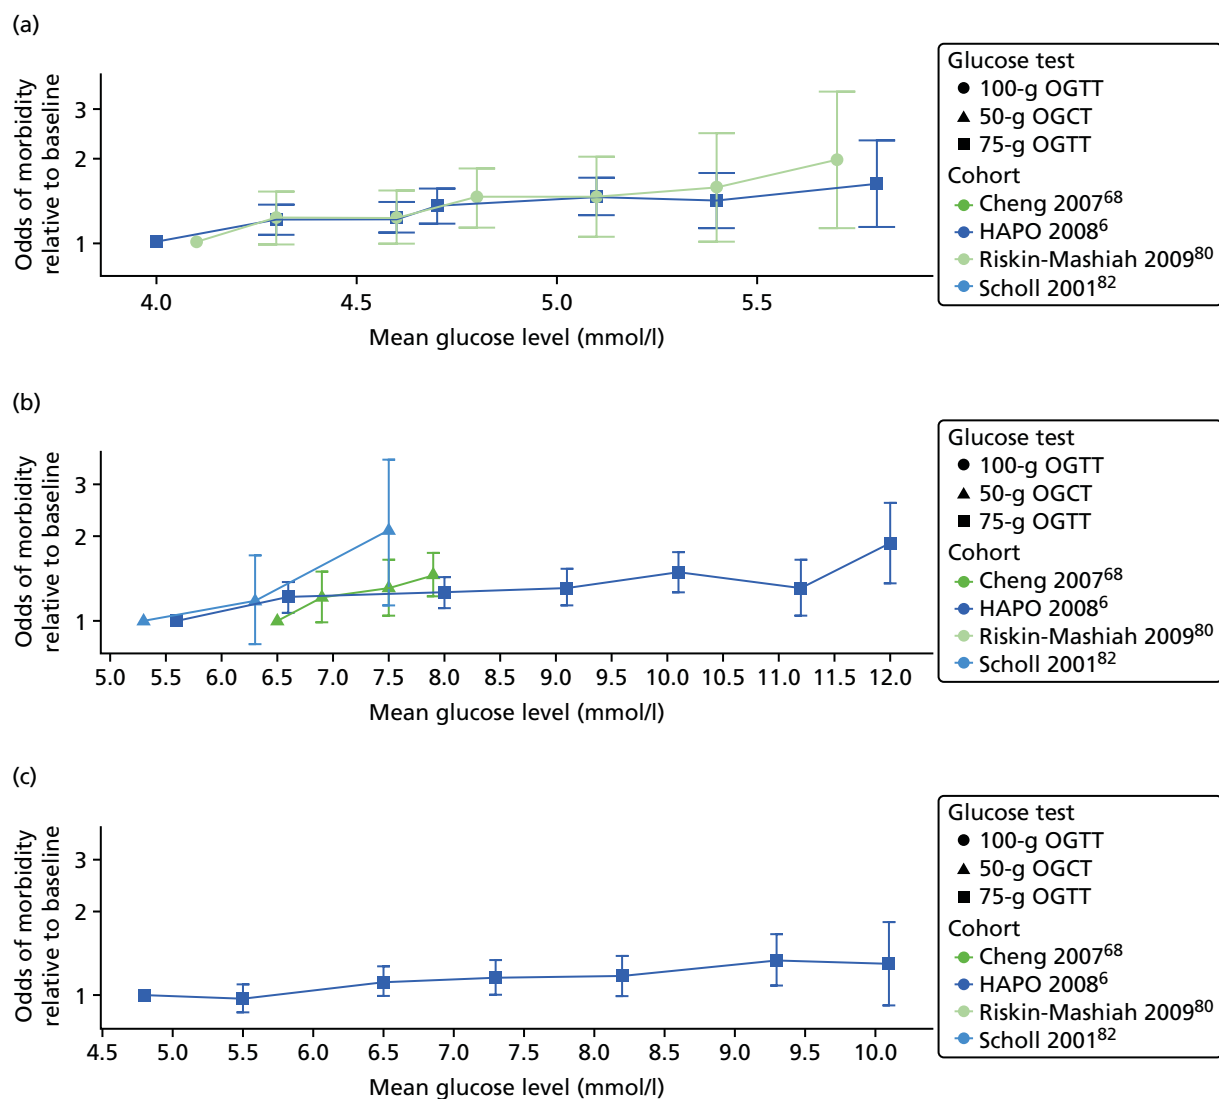 (a)
Odds of morbidity
relative to baseline
3
2
1
4.0 4.5 5.0 5.5
Mean glucose level (mmol/l)
Glucose test
100-g OGTT
50-g OGCT
75-g OGTT
Cohort
Cheng 2007⁶⁸
HAPO 2008⁶
Riskin-Mashiah 2009⁸⁰
Scholl 2001⁸²
(b)
Odds of morbidity
relative to baseline
3
2
1
5.0 5.5 6.0 6.5 7.0 7.5 8.0 8.5 9.0 9.5 10.0 10.5 11.0 11.5 12.0
Mean glucose level (mmol/l)
Glucose test
100-g OGTT
50-g OGCT
75-g OGTT
Cohort
Cheng 2007⁶⁸
HAPO 2008⁶
Riskin-Mashiah 2009⁸⁰
Scholl 2001⁸²
(c)
Odds of morbidity
relative to baseline
3
2
1
4.5 5.0 5.5 6.0 6.5 7.0 7.5 8.0 8.5 9.0 9.5 10.0
Mean glucose level (mmol/l)
Glucose test
100-g OGTT
50-g OGCT
75-g OGTT
Cohort
Cheng 2007⁶⁸
HAPO 2008⁶
Riskin-Mashiah 2009⁸⁰
Scholl 2001⁸²